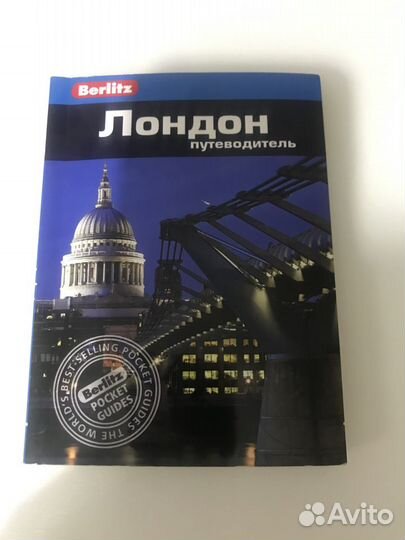 Berlitz
Лондон
путеводитель
THE WORLD'S BEST-SELLING POCKET GUIDES
Berlitz
POCKET
GUIDES
Avito